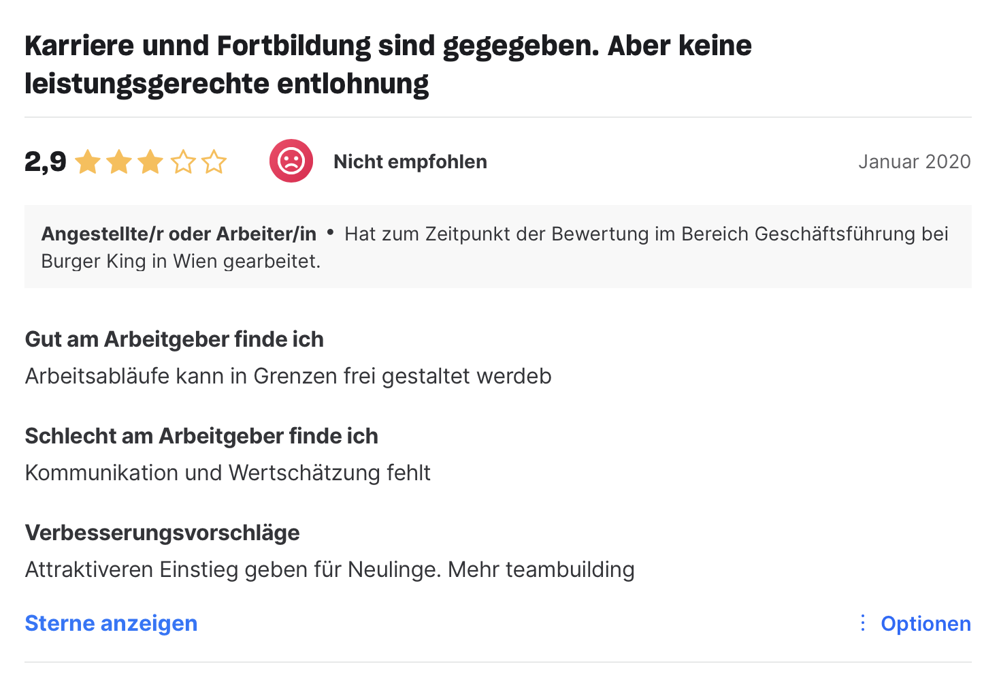 Karriere unnd Fortbildung sind gegegeben. Aber keine
leistungsgerechte entlohnung
2,9 Nicht empfohlen Januar 2020
Angestellte/r oder Arbeiter/in • Hat zum Zeitpunkt der Bewertung im Bereich Geschäftsführung bei
Burger King in Wien gearbeitet.
Gut am Arbeitgeber finde ich
Arbeitsabläufe kann in Grenzen frei gestaltet werdeb
Schlecht am Arbeitgeber finde ich
Kommunikation und Wertschätzung fehlt
Verbesserungsvorschläge
Attraktiveren Einstieg geben für Neulinge. Mehr teambuilding
Sterne anzeigen Optionen